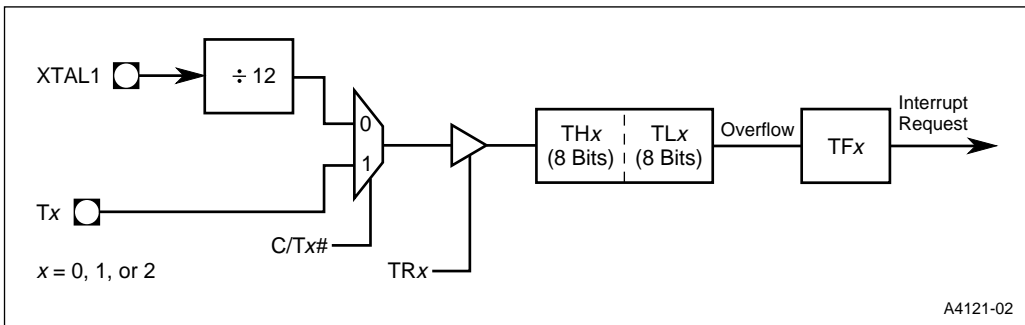 XTAL1
÷ 12
0
1
Tx
C/Tx#
TRx
x = 0, 1, or 2
THx
(8 Bits)
TLx
(8 Bits)
Overflow
TFx
Interrupt
Request
A4121-02